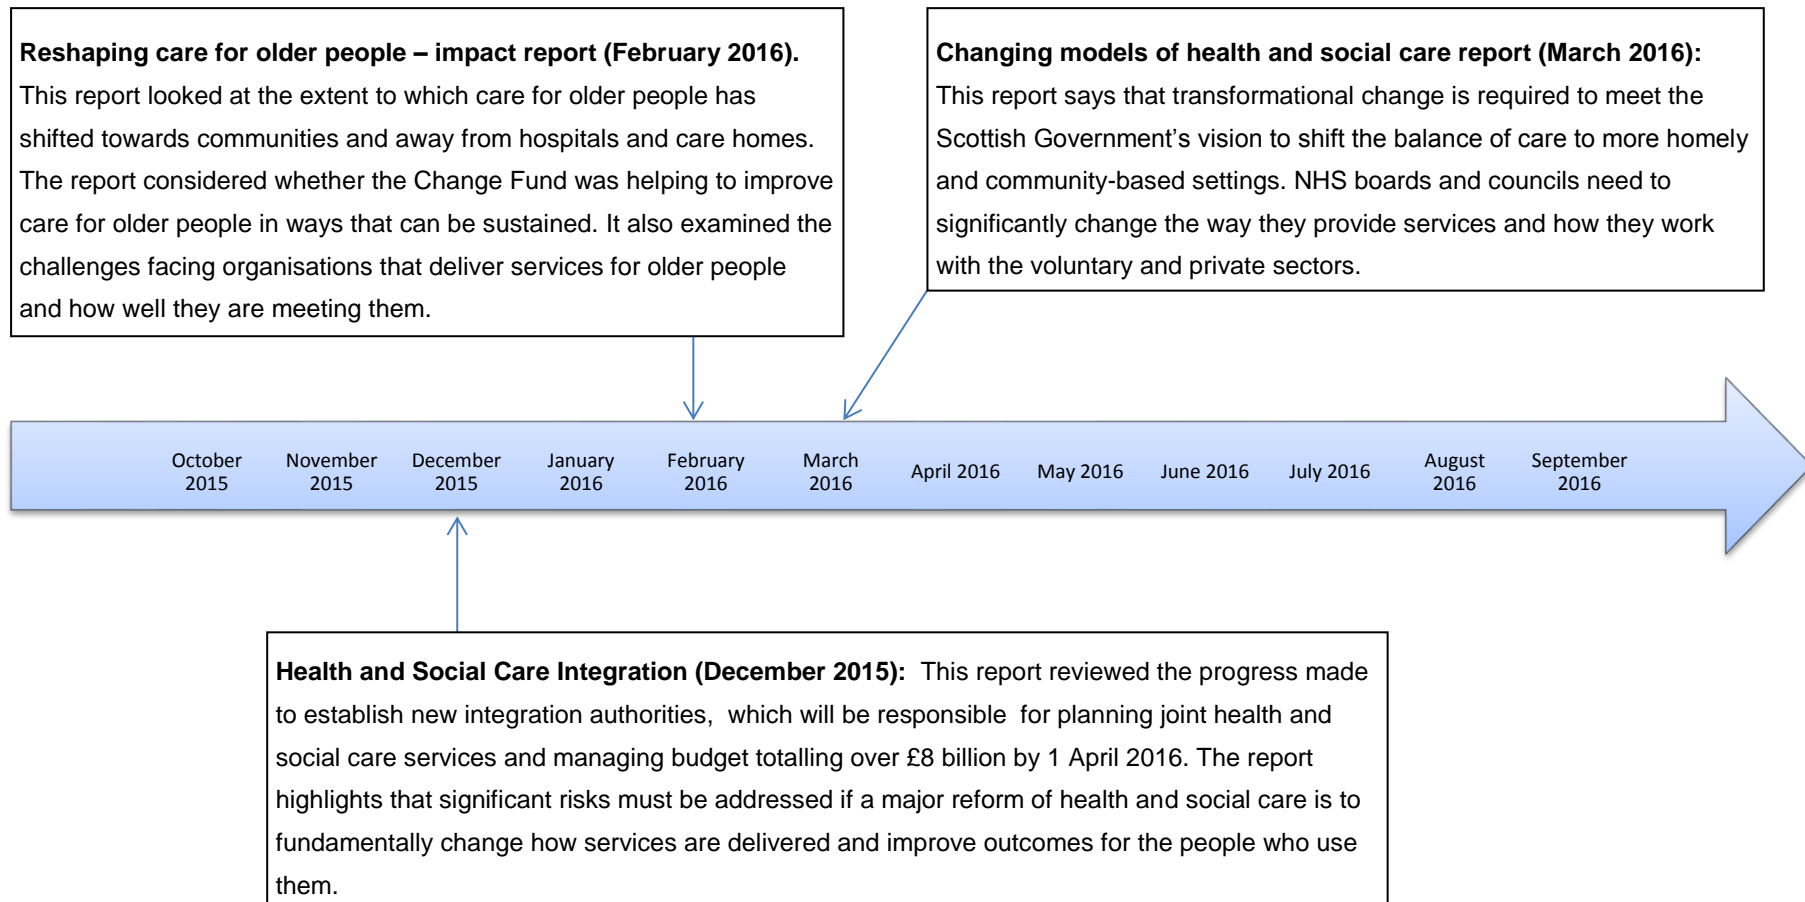 Reshaping care for older people – impact report (February 2016).
This report looked at the extent to which care for older people has
shifted towards communities and away from hospitals and care homes.
The report considered whether the Change Fund was helping to improve
care for older people in ways that can be sustained. It also examined the
challenges facing organisations that deliver services for older people
and how well they are meeting them.
Changing models of health and social care report (March 2016):
This report says that transformational change is required to meet the
Scottish Government’s vision to shift the balance of care to more homely
and community-based settings. NHS boards and councils need to
significantly change the way they provide services and how they work
with the voluntary and private sectors.
October
2015
November
2015
December
2015
January
2016
February
2016
March
2016
April 2016
May 2016
June 2016
July 2016
August
2016
September
2016
Health and Social Care Integration (December 2015): This report reviewed the progress made
to establish new integration authorities, which will be responsible for planning joint health and
social care services and managing budget totalling over £8 billion by 1 April 2016. The report
highlights that significant risks must be addressed if a major reform of health and social care is to
fundamentally change how services are delivered and improve outcomes for the people who use
them.